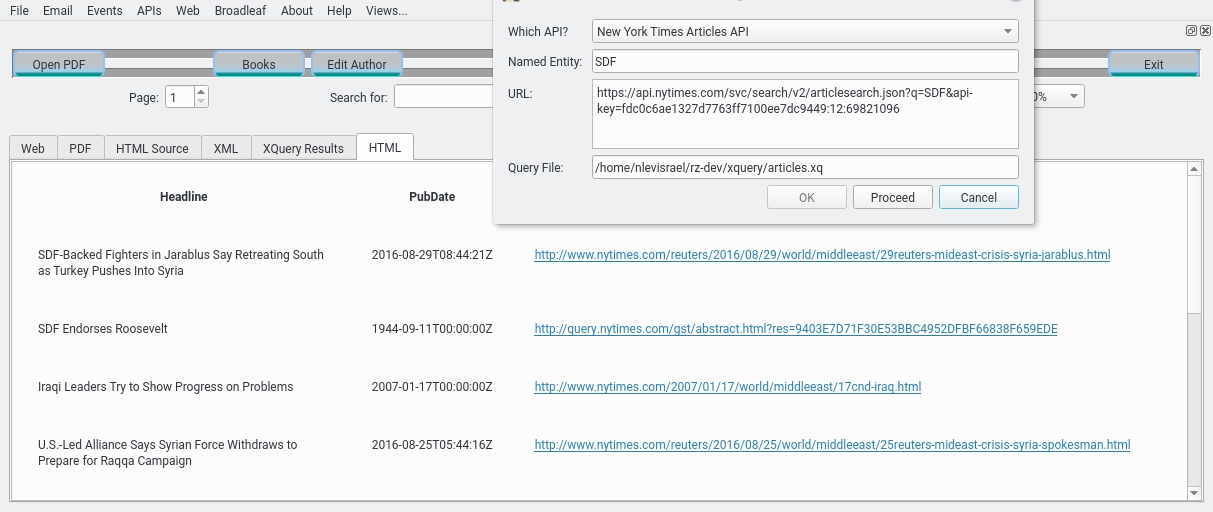 File Email Events APIs Web Broadleaf About Help Views...
Which API? New York Times Articles API
Open PDF Books Edit Author Exit
Named Entity: SDF
Page: 1 Search for: 0%
URL: https://api.nytimes.com/svc/search/v2/articlesearch.json?q=SDF&api-
key=fdc0c6ae1327d7763ff7100ee7dc9449:12:69821096
Web PDF HTML Source XML XQuery Results HTML
Query File: /home/nlevisrael/rz-dev/xquery/articles.xq
OK Proceed Cancel
Headline PubDate
SDF-Backed Fighters in Jarablus Say Retreating South 2016-08-29T08:44:21Z http://www.nytimes.com/reuters/2016/08/29/world/middleeast/29reuters-mideast-crisis-syria-jarablus.html
as Turkey Pushes Into Syria
SDF Endorses Roosevelt 1944-09-11T00:00:00Z http://query.nytimes.com/gst/abstract.html?res=9403E7D71F30E53BBC4952DFBF66838F659EDE
Iraqi Leaders Try to Show Progress on Problems 2007-01-17T00:00:00Z http://www.nytimes.com/2007/01/17/world/middleeast/17cnd-iraq.html
U.S.-Led Alliance Says Syrian Force Withdraws to 2016-08-25T05:44:16Z http://www.nytimes.com/reuters/2016/08/25/world/middleeast/25reuters-mideast-crisis-syria-spokesman.html
Prepare for Raqqa Campaign